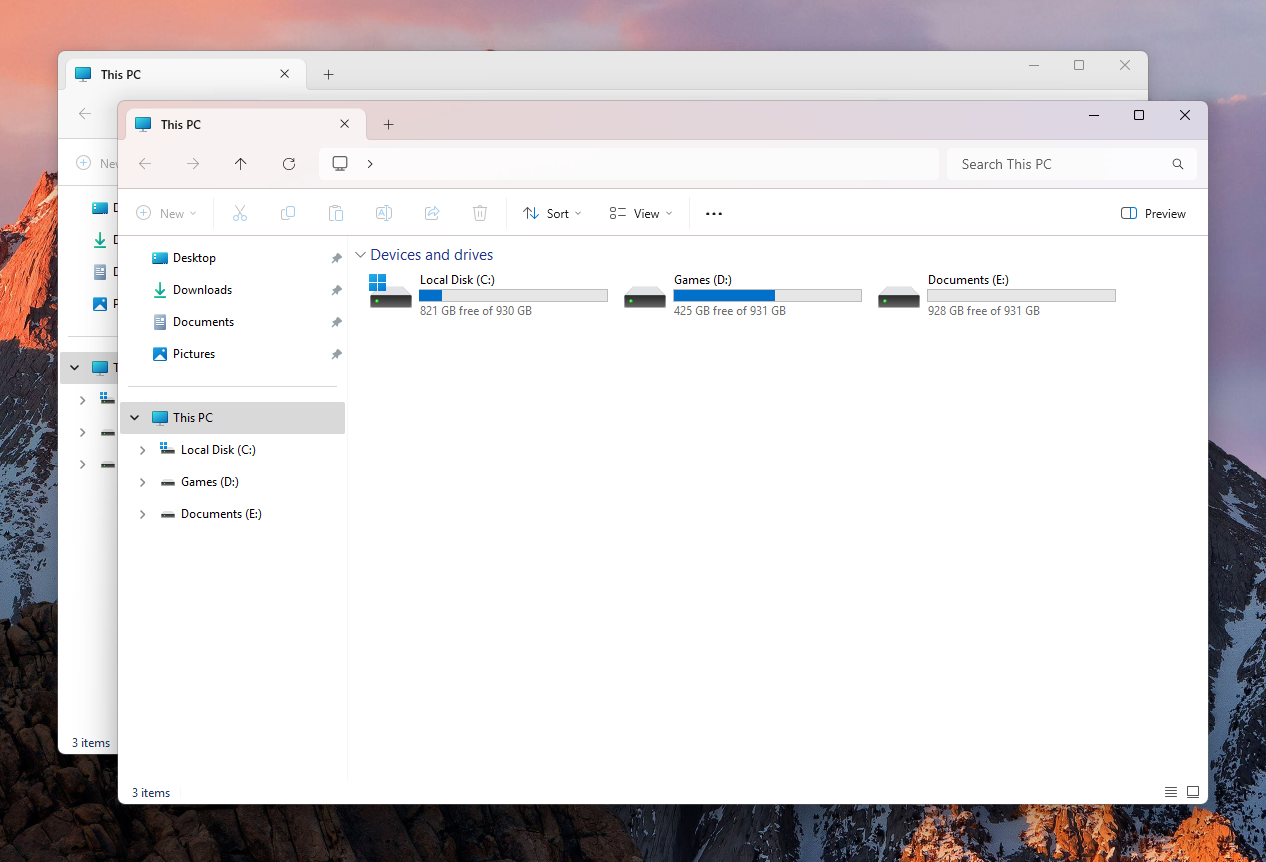 This PC
New
3 items
This PC
Search This PC
New
Sort
View
Preview
Desktop
Downloads
Documents
Pictures
This PC
Local Disk (C:)
Games (D:)
Documents (E:)
Devices and drives
Local Disk (C:)
821 GB free of 930 GB
Games (D:)
425 GB free of 931 GB
Documents (E:)
928 GB free of 931 GB
3 items